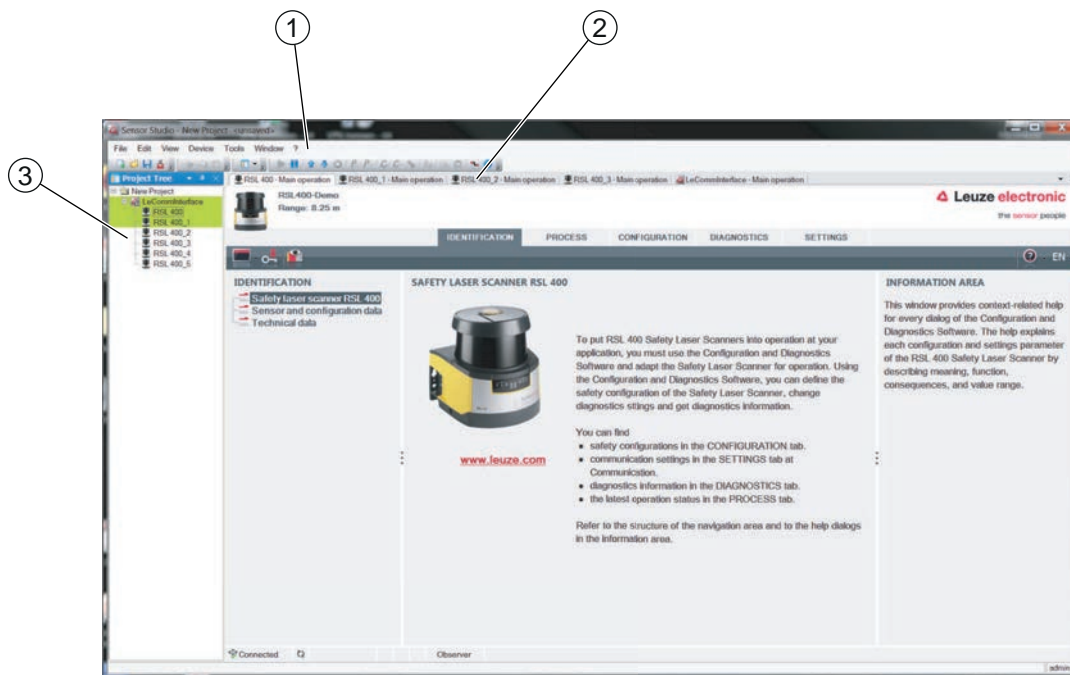 1
2
3
Sensor Studio - New Project <unsaved>
File Edit View Device Tools Window ?
Project Tree
New Project
LeCommInterface
RSL 400
RSL 400_1
RSL 400_2
RSL 400_3
RSL 400_4
RSL 400_5
RSL 400 - Main operation RSL 400_1 - Main operation RSL 400_2 - Main operation RSL 400_3 - Main operation LeCommInterface - Main operation
RSL400-Demo
Range: 8.25 m
Leuze electronic
the sensor people
IDENTIFICATION PROCESS CONFIGURATION DIAGNOSTICS SETTINGS
? EN
IDENTIFICATION
Safety laser scanner RSL 400
Sensor and configuration data
Technical data
SAFETY LASER SCANNER RSL 400
www.leuze.com
To put RSL 400 Safety Laser Scanners into operation at your
application, you must use the Configuration and Diagnostics
Software and adapt the Safety Laser Scanner for operation. Using
the Configuration and Diagnostics Software, you can define the
safety configuration of the Safety Laser Scanner, change
diagnostics sttings and get diagnostics information.
You can find
• safety configurations in the CONFIGURATION tab.
• communication settings in the SETTINGS tab at
Communication.
• diagnostics information in the DIAGNOSTICS tab.
• the latest operation status in the PROCESS tab.
Refer to the structure of the navigation area and to the help dialogs
in the information area.
INFORMATION AREA
This window provides context-related help
for every dialog of the Configuration and
Diagnostics Software. The help explains
each configuration and settings parameter
of the RSL 400 Safety Laser Scanner by
describing meaning, function,
consequences, and value range.
Connected Observer
admin